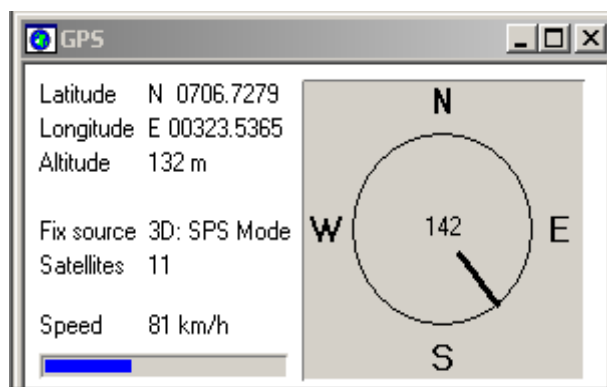 GPS
Latitude N 0706.7279
Longitude E 00323.5365
Altitude 132 m
Fix source 3D: SPS Mode
Satellites 11
Speed 81 km/h
N
W 142 E
S